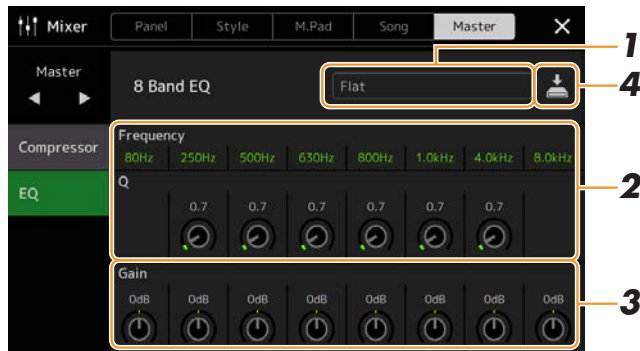 Mixer Panel Style M.Pad Song Master
1
Master
8 Band EQ Flat
4
Compressor
EQ
Frequency
80Hz 250Hz 500Hz 630Hz 800Hz 1.0kHz 4.0kHz 8.0kHz
Q
0.7 0.7 0.7 0.7 0.7 0.7
2
Gain
0dB 0dB 0dB 0dB 0dB 0dB 0dB 0dB
3